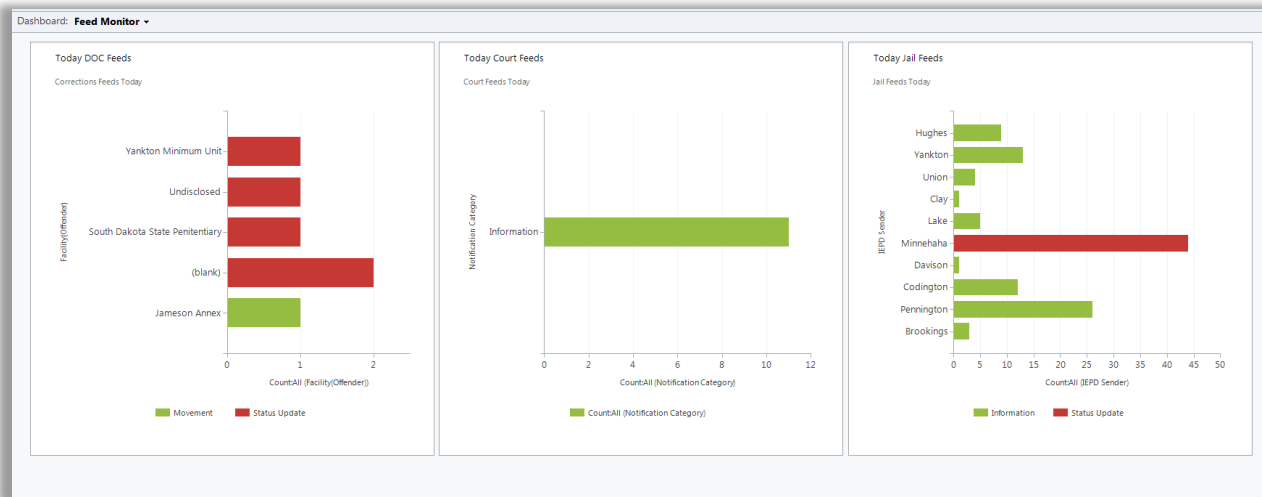 Dashboard: Feed Monitor
Today DOC Feeds
Corrections Feeds Today
Facility(Offender)
Yankton Minimum Unit
Undisclosed
South Dakota State Penitentiary
(blank)
Jameson Annex
0 1 2
Count:All (Facility(Offender))
Movement Status Update
Today Court Feeds
Court Feeds Today
Notification Category
Information
0 2 4 6 8 10 12
Count:All (Notification Category)
Count:All (Notification Category)
Today Jail Feeds
Jail Feeds Today
IEPD Sender
Hughes
Yankton
Union
Clay
Lake
Minnehaha
Davison
Codington
Pennington
Brookings
0 5 10 15 20 25 30 35 40 45 50
Count:All (IEPD Sender)
Information Status Update